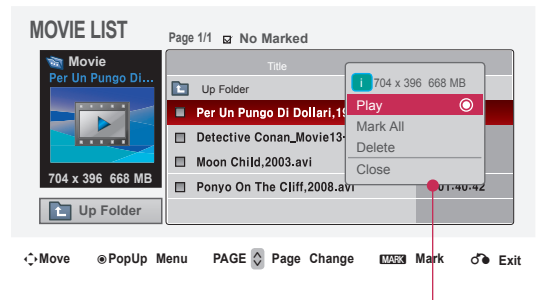 MOVIE LIST
Page 1/1 No Marked
Movie
Per Un Pungo Di...
704 x 396 668 MB
Up Folder
Title
Up Folder
Per Un Pungo Di Dollari,19
Detective Conan_Movie13-
Moon Child,2003.avi
Ponyo On The Cliff,2008.avi
01:40:42
i 704 x 396 668 MB
Play
Mark All
Delete
Close
Move PopUp Menu PAGE Page Change MARK Mark Exit